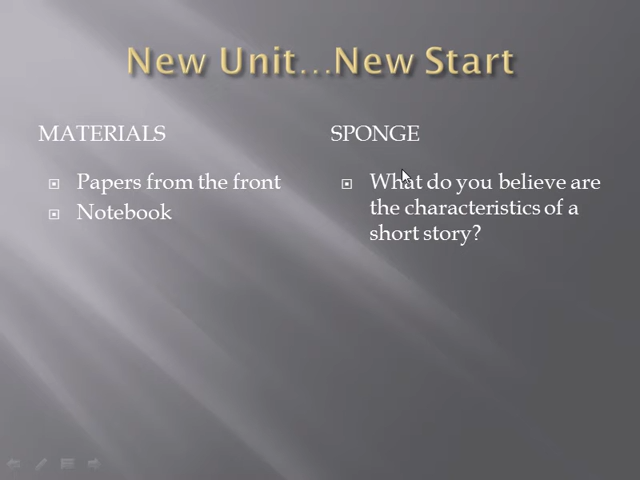 New Unit...New Start
MATERIALS
Papers from the front
Notebook
SPONGE
What do you believe are
the characteristics of a
short story?